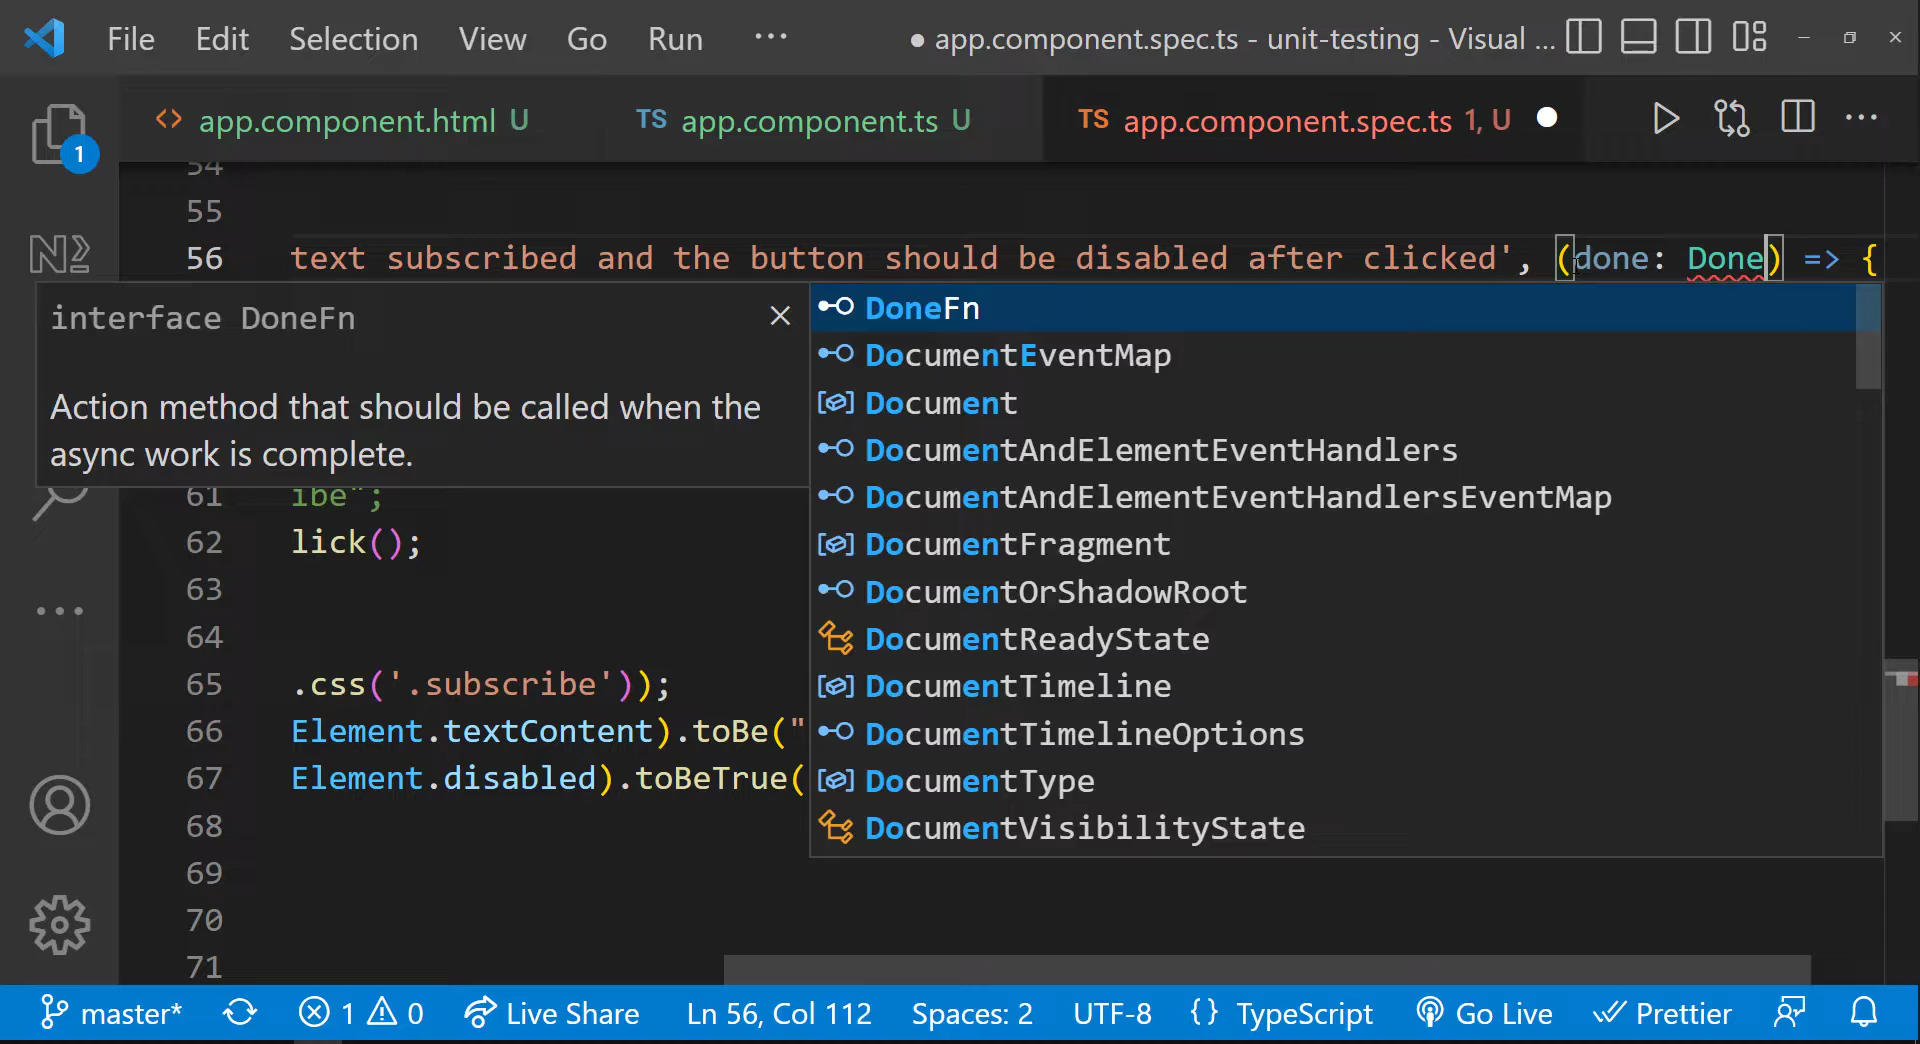 File Edit Selection View Go Run ··· ● app.component.spec.ts - unit-testing - Visual ...
<> app.component.html U TS app.component.ts U TS app.component.spec.ts 1, U
1
54
55
56 text subscribed and the button should be disabled after clicked', (done: Done) => {
interface DoneFn
Action method that should be called when the
async work is complete.
DoneFn
DocumentEventMap
Document
DocumentAndElementEventHandlers
DocumentAndElementEventHandlersEventMap
DocumentFragment
DocumentOrShadowRoot
DocumentReadyState
DocumentTimeline
DocumentTimelineOptions
DocumentType
DocumentVisibilityState
61 ibe";
62 lick();
63
64
65 .css('.subscribe'));
66 Element.textContent).toBe("
67 Element.disabled).toBeTrue(
68
69
70
71
master* 1 0 Live Share Ln 56, Col 112 Spaces: 2 UTF-8 {} TypeScript Go Live Prettier